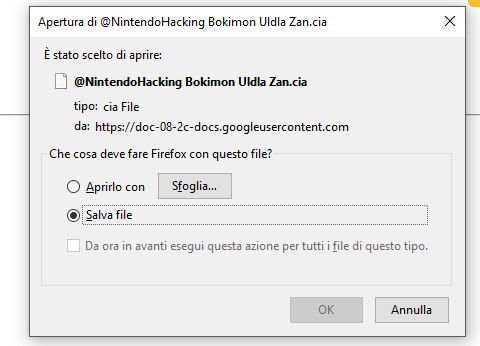 Apertura di @NintendoHacking Bokimon Uldla Zan.cia
È stato scelto di aprire:
@NintendoHacking Bokimon Uldla Zan.cia
tipo: cia File
da: https://doc-08-2c-docs.googleusercontent.com
Che cosa deve fare Firefox con questo file?
Aprirlo con Sfoglia...
Salva file
Da ora in avanti esegui questa azione per tutti i file di questo tipo.
OK Annulla